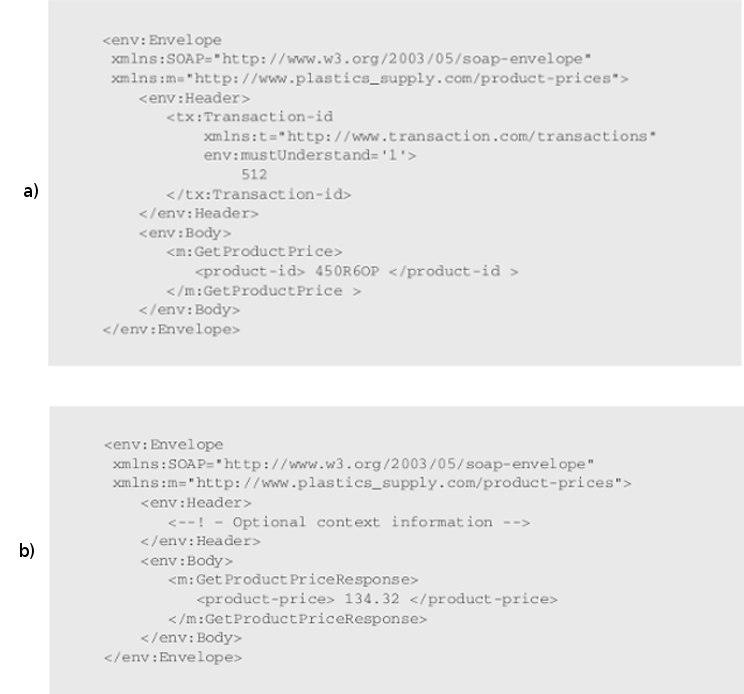 <env:Envelope
xmlns:SOAP="http://www.w3.org/2003/05/soap-envelope"
xmlns:m="http://www.plastics_supply.com/product-prices">
<env:Header>
<tx:Transaction-id
xmlns:t="http://www.transaction.com/transactions"
env:mustUnderstand='1'>
512
a)
</tx:Transaction-id>
</env:Header>
<env:Body>
<m:GetProductPrice>
<product-id> 450R6OP </product-id >
</m:GetProductPrice >
</env:Body>
</env:Envelope>
<env:Envelope
xmlns:SOAP="http://www.w3.org/2003/05/soap-envelope"
xmlns:m="http://www.plastics_supply.com/product-prices">
<env:Header>
<--! - Optional context information -->
</env:Header>
b)
<env:Body>
<m:GetProductPriceResponse>
<product-price> 134.32 </product-price>
</m:GetProductPriceResponse>
</env:Body>
</env:Envelope>